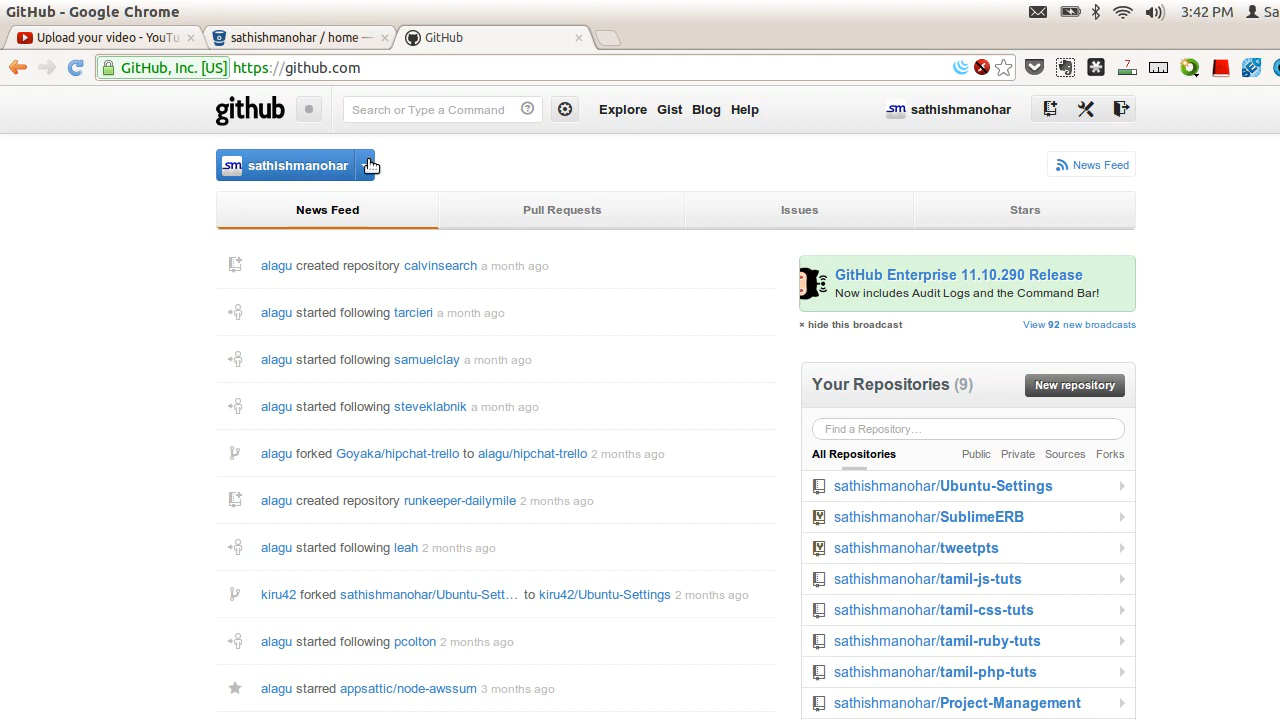 GitHub - Google Chrome
3:42 PM Sa
Upload your video - YouTu
sathishmanohar / home —
GitHub
GitHub, Inc. [US] https://github.com
7
github
Search or Type a Command
Explore Gist Blog Help
sm sathishmanohar
sm sathishmanohar
News Feed
News Feed
Pull Requests
Issues
Stars
alagu created repository calvinsearch a month ago
alagu started following tarcieri a month ago
alagu started following samuelclay a month ago
alagu started following steveklabnik a month ago
alagu forked Goyaka/hipchat-trello to alagu/hipchat-trello 2 months ago
alagu created repository runkeeper-dailymile 2 months ago
alagu started following leah 2 months ago
kiru42 forked sathishmanohar/Ubuntu-Sett… to kiru42/Ubuntu-Settings 2 months ago
alagu started following pcolton 2 months ago
alagu starred appsattic/node-awssum 3 months ago
GitHub Enterprise 11.10.290 Release
Now includes Audit Logs and the Command Bar!
× hide this broadcast
View 92 new broadcasts
Your Repositories (9)
New repository
Find a Repository…
All Repositories
Public Private Sources Forks
sathishmanohar/Ubuntu-Settings
sathishmanohar/SublimeERB
sathishmanohar/tweetpts
sathishmanohar/tamil-js-tuts
sathishmanohar/tamil-css-tuts
sathishmanohar/tamil-ruby-tuts
sathishmanohar/tamil-php-tuts
sathishmanohar/Project-Management